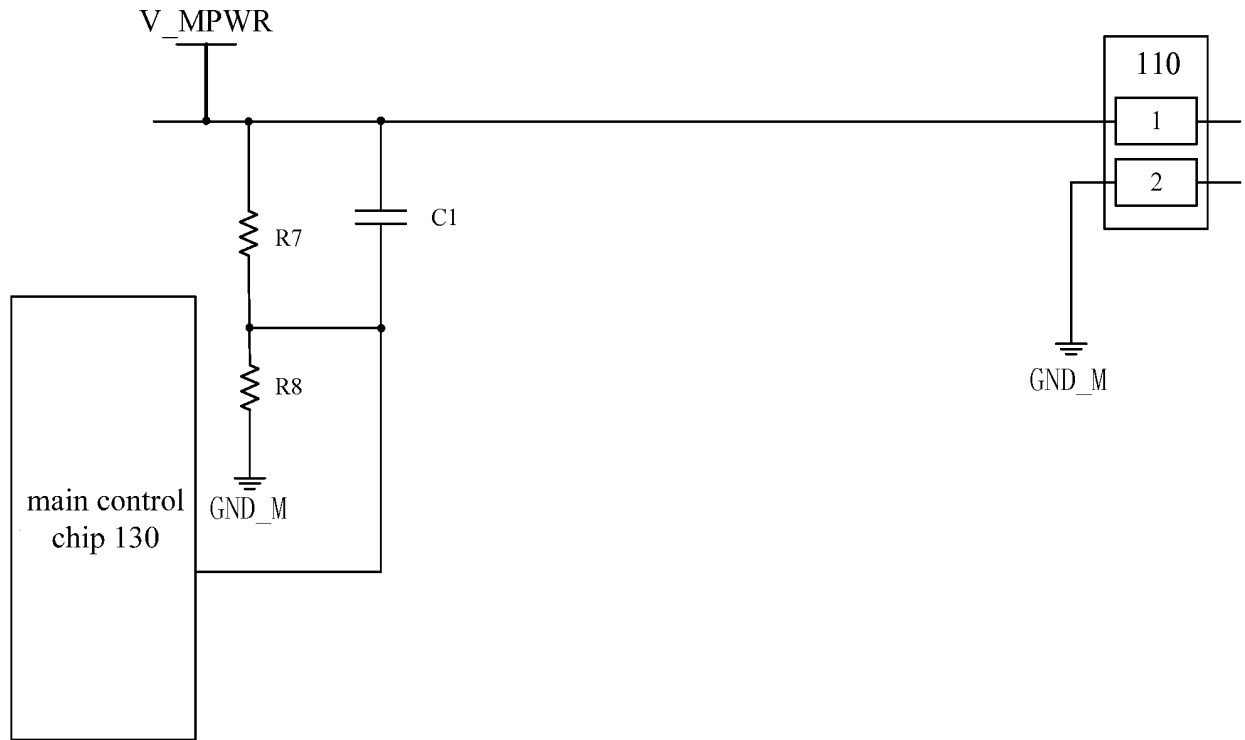 V_MPWR
110
1
2
C1
R7
R8
GND_M
GND_M
main control
chip 130